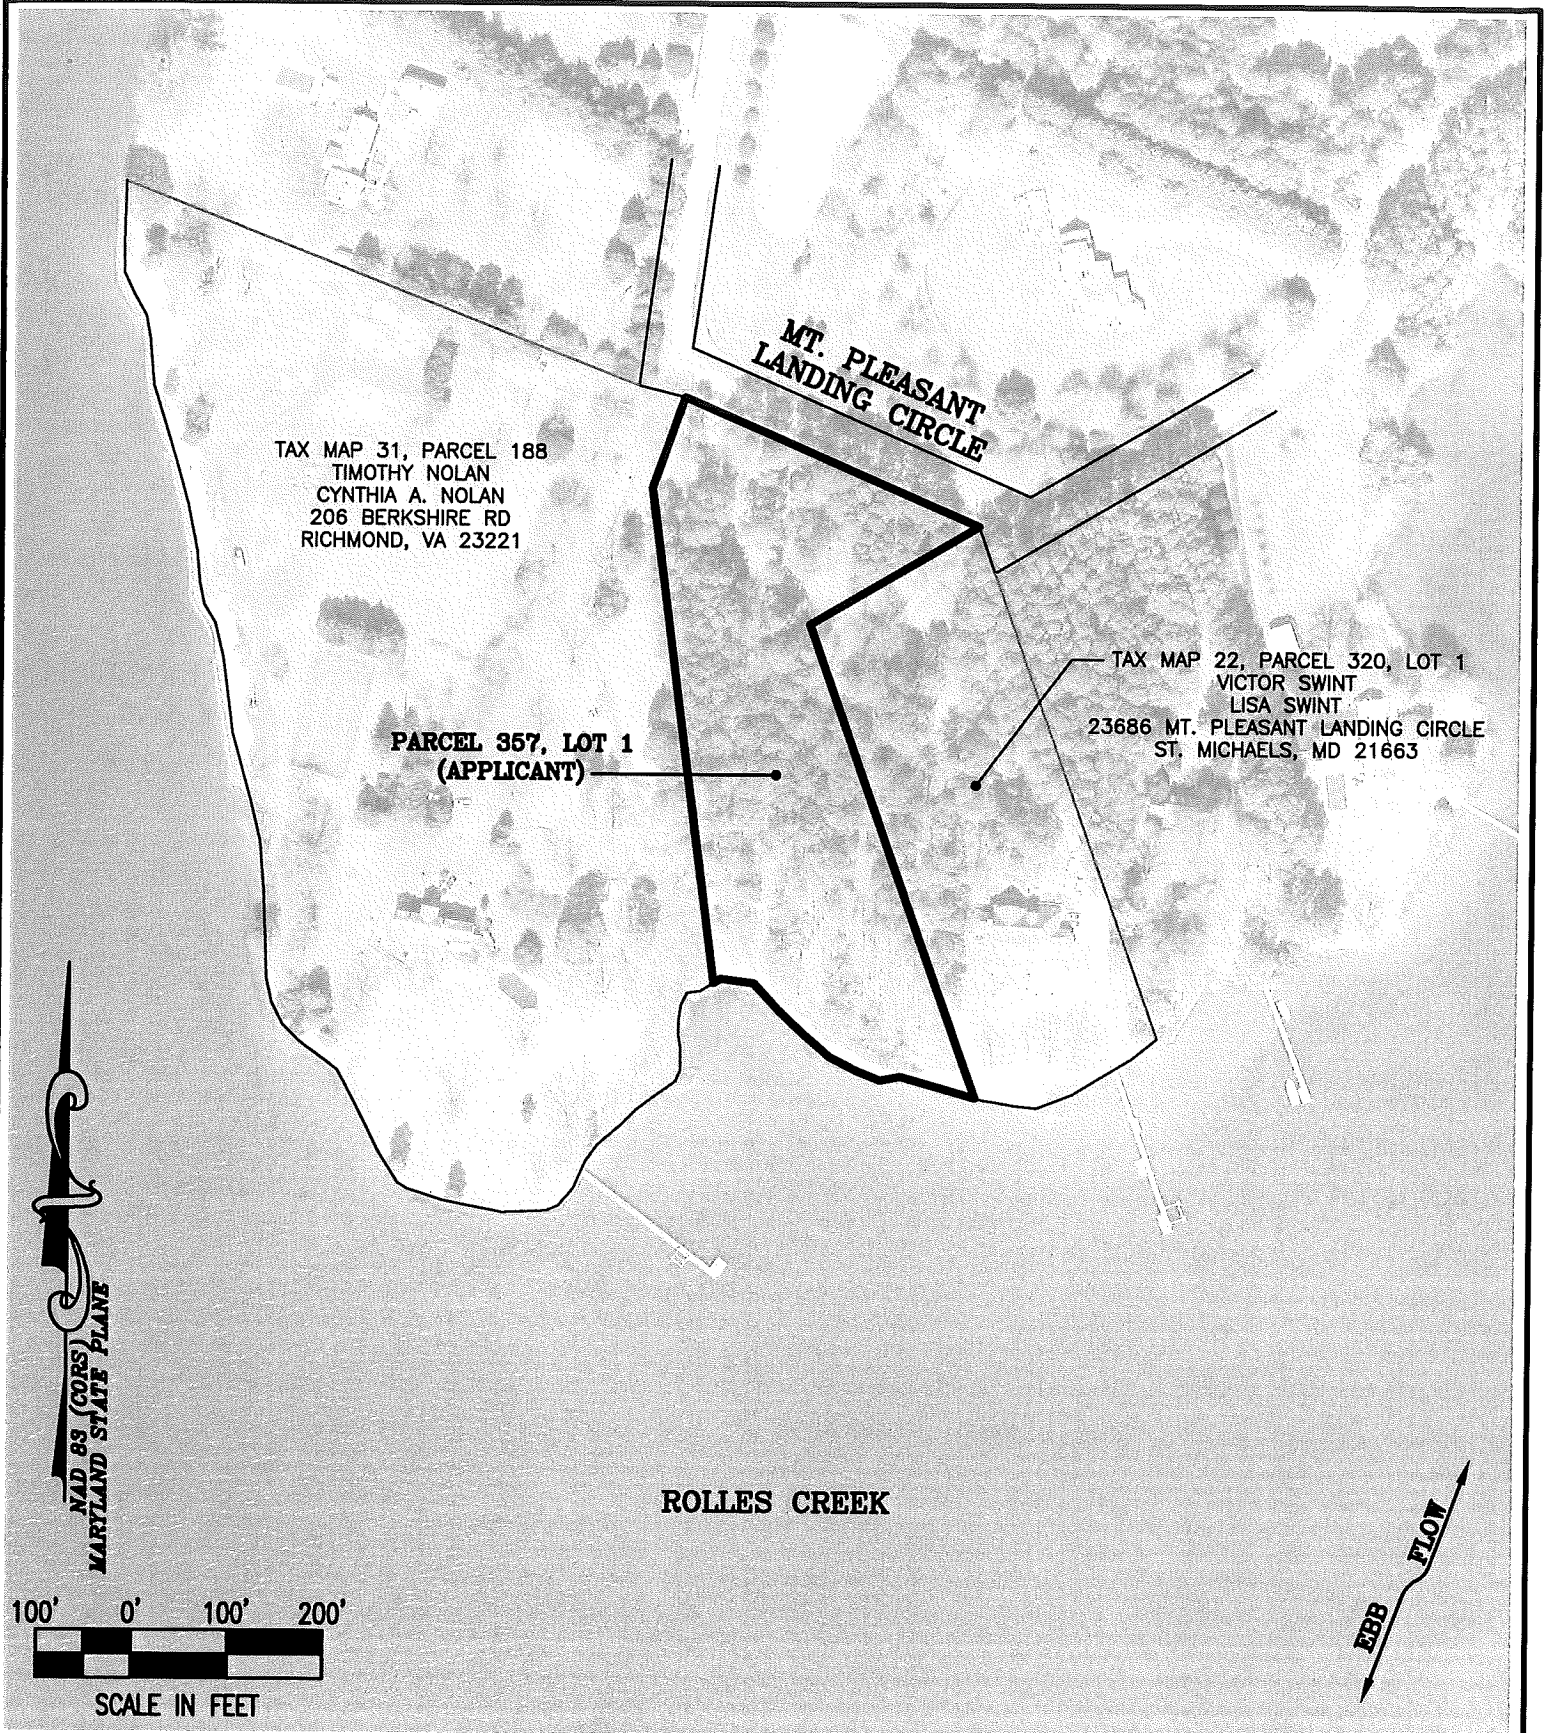 MT. PLEASANT
LANDING CIRCLE
TAX MAP 31, PARCEL 188
TIMOTHY NOLAN
CYNTHIA A. NOLAN
206 BERKSHIRE RD
RICHMOND, VA 23221
TAX MAP 22, PARCEL 320, LOT 1
VICTOR SWINT
LISA SWINT
23686 MT. PLEASANT LANDING CIRCLE
ST. MICHAELS, MD 21663
PARCEL 357, LOT 1
(APPLICANT)
NAD 83 (CORS)
MARYLAND STATE PLANE
ROLLES CREEK
FLOW
EBB
100' 0' 100' 200'
SCALE IN FEET